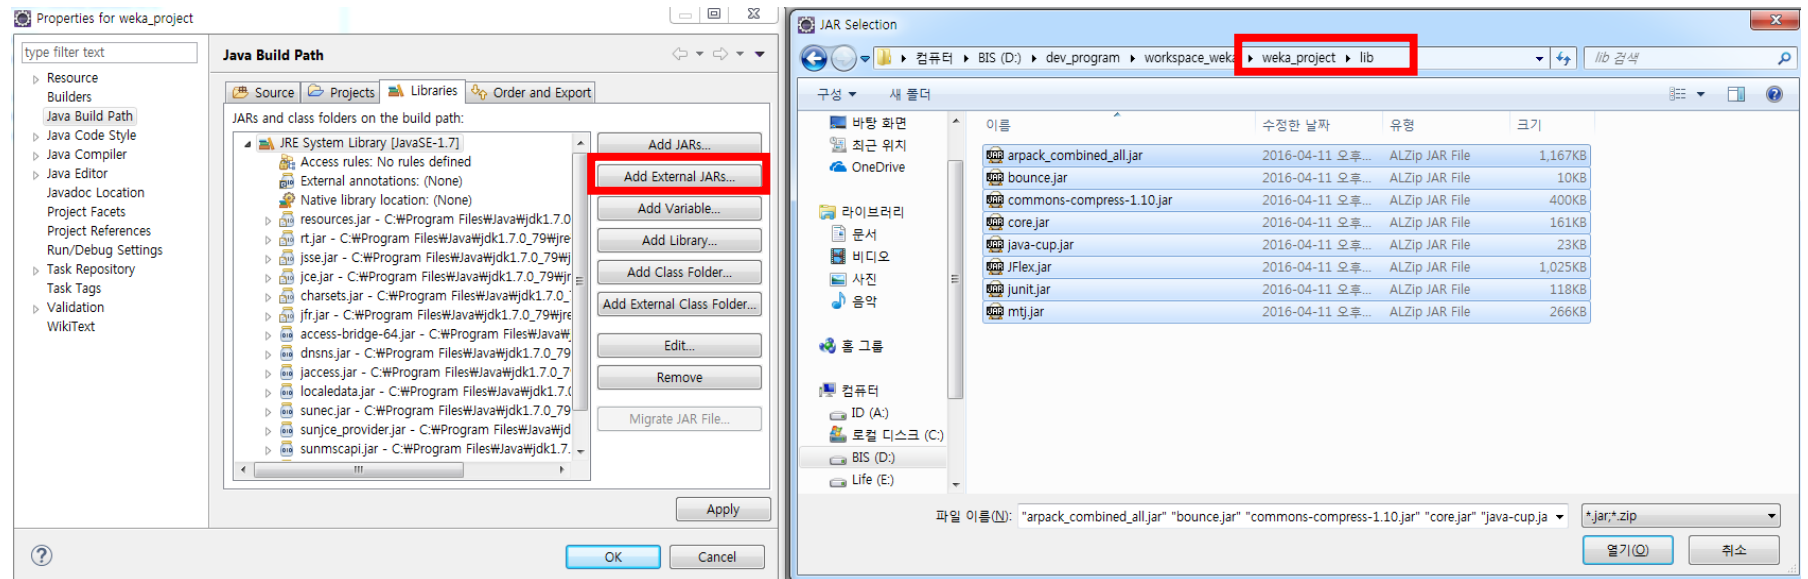 Properties for weka_project
type filter text
Resource
Builders
Java Build Path
Java Code Style
Java Compiler
Java Editor
Javadoc Location
Project Facets
Project References
Run/Debug Settings
Task Repository
Task Tags
Validation
WikiText
Java Build Path
Source
Projects
Libraries
Order and Export
JARs and class folders on the build path:
JRE System Library [JavaSE-1.7]
Access rules: No rules defined
External annotations: (None)
Native library location: (None)
resources.jar - C:₩Program Files₩Java₩jdk1.7.0
rt.jar - C:₩Program Files₩Java₩jdk1.7.0_79₩jre
jsse.jar - C:₩Program Files₩Java₩jdk1.7.0_79₩j
jce.jar - C:₩Program Files₩Java₩jdk1.7.0_79₩jr
charsets.jar - C:₩Program Files₩Java₩jdk1.7.0_
jfr.jar - C:₩Program Files₩Java₩jdk1.7.0_79₩jre
access-bridge-64.jar - C:₩Program Files₩Java₩
dnsns.jar - C:₩Program Files₩Java₩jdk1.7.0_79
jaccess.jar - C:₩Program Files₩Java₩jdk1.7.0_7
localedata.jar - C:₩Program Files₩Java₩jdk1.7.0
sunec.jar - C:₩Program Files₩Java₩jdk1.7.0_79
sunjce_provider.jar - C:₩Program Files₩Java₩jd
sunmscapi.jar - C:₩Program Files₩Java₩jdk1.7.
Add JARs...
Add External JARs...
Add Variable...
Add Library...
Add Class Folder...
Add External Class Folder...
Edit...
Remove
Migrate JAR File...
Apply
OK
Cancel
JAR Selection
컴퓨터 BIS (D:) dev_program workspace_weka weka_project lib
lib 검색
구성 새 폴더
바탕 화면
최근 위치
OneDrive
라이브러리
문서
비디오
사진
음악
홈 그룹
컴퓨터
ID (A:)
로컬 디스크 (C:)
BIS (D:)
Life (E:)
이름 수정한 날짜 유형 크기
arpack_combined_all.jar 2016-04-11 오후... ALZip JAR File 1,167KB
bounce.jar 2016-04-11 오후... ALZip JAR File 10KB
commons-compress-1.10.jar 2016-04-11 오후... ALZip JAR File 400KB
core.jar 2016-04-11 오후... ALZip JAR File 161KB
java-cup.jar 2016-04-11 오후... ALZip JAR File 23KB
JFlex.jar 2016-04-11 오후... ALZip JAR File 1,025KB
junit.jar 2016-04-11 오후... ALZip JAR File 118KB
mtj.jar 2016-04-11 오후... ALZip JAR File 266KB
파일 이름(N): "arpack_combined_all.jar" "bounce.jar" "commons-compress-1.10.jar" "core.jar" "java-cup.ja
*.jar;*.zip
열기(O)
취소